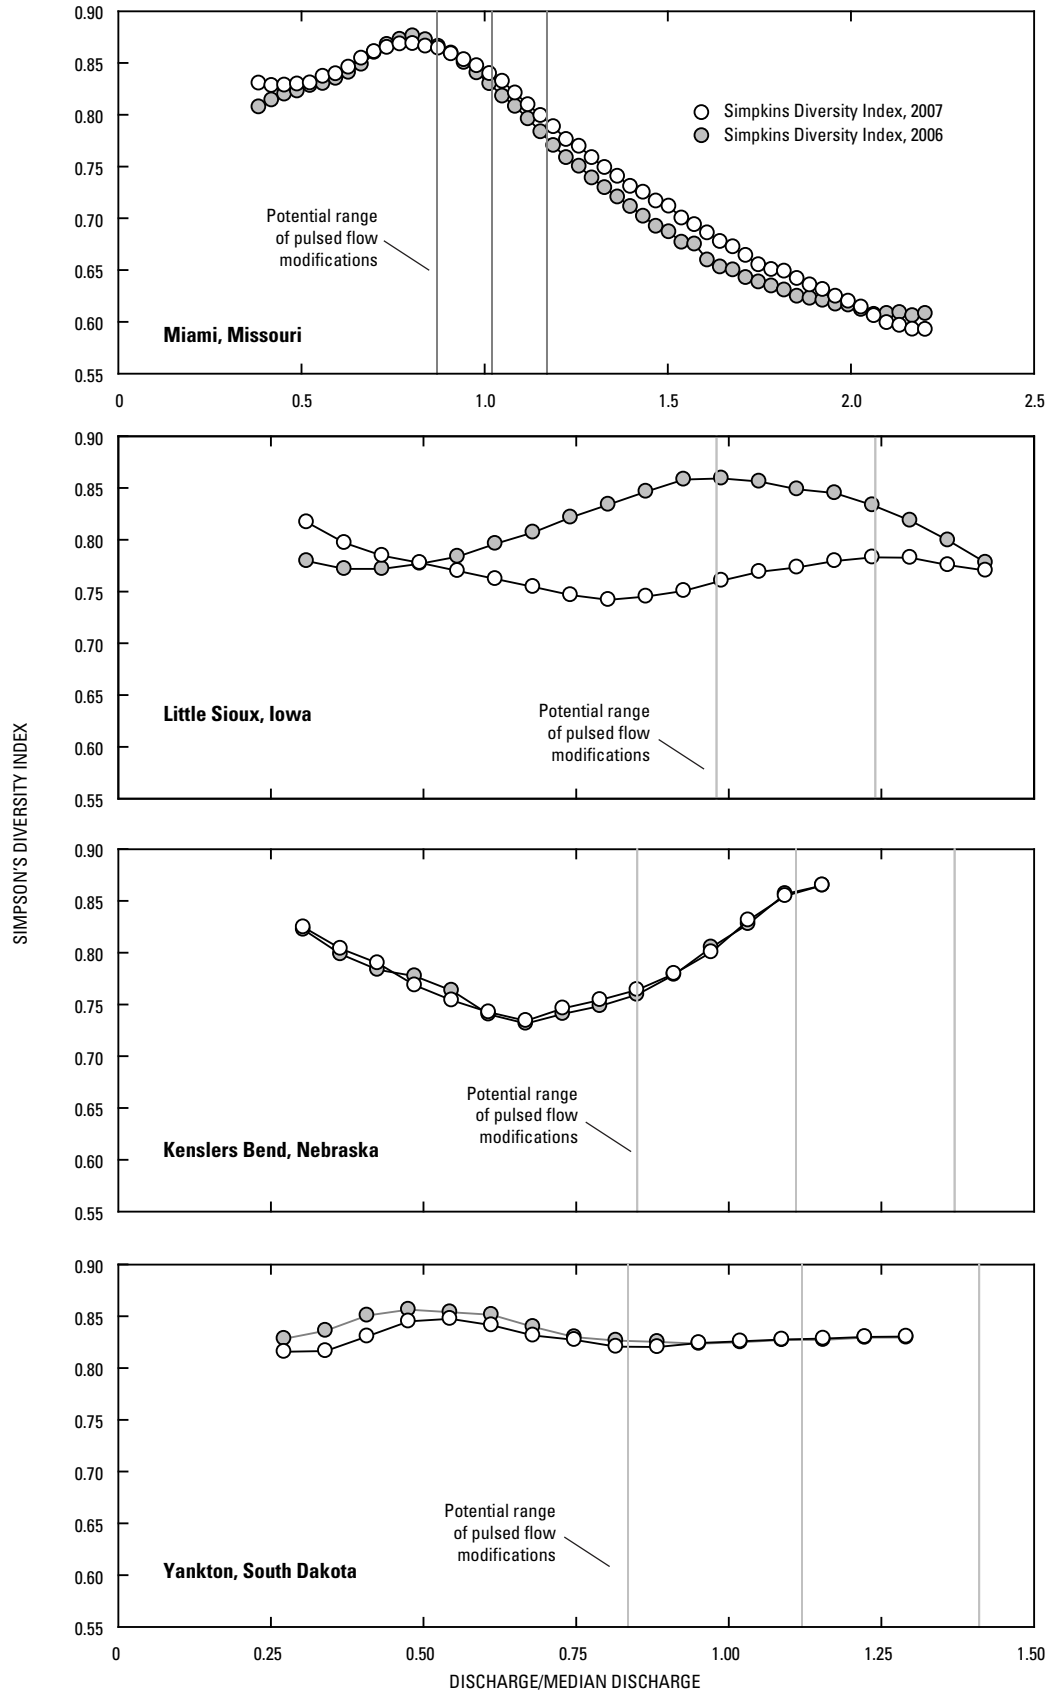 0.90
0.85
0.80
0.75
0.70
0.65
0.60
0.55
Simpkins Diversity Index, 2007
Simpkins Diversity Index, 2006
Potential range
of pulsed flow
modifications
Miami, Missouri
0 0.5 1.0 1.5 2.0 2.5
0.90
0.85
0.80
0.75
0.70
0.65
0.60
0.55
Little Sioux, Iowa
Potential range
of pulsed flow
modifications
SIMPSON'S DIVERSITY INDEX
0.90
0.85
0.80
0.75
0.70
0.65
0.60
0.55
Potential range
of pulsed flow
modifications
Kenslers Bend, Nebraska
0.90
0.85
0.80
0.75
0.70
0.65
0.60
0.55
Potential range
of pulsed flow
modifications
Yankton, South Dakota
0 0.25 0.50 0.75 1.00 1.25 1.50
DISCHARGE/MEDIAN DISCHARGE